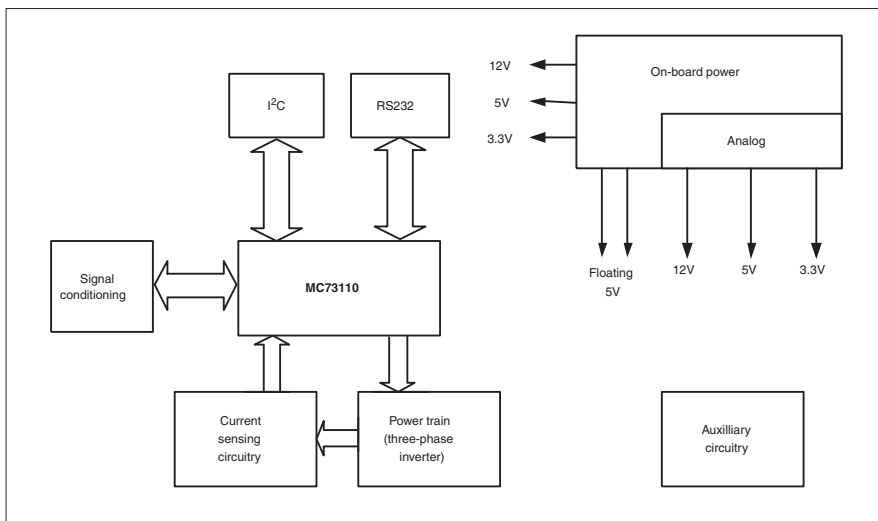 I²C
RS232
12V
5V
3.3V
On-board power
Analog
Signal
conditioning
MC73110
Floating
5V
12V
5V
3.3V
Current
sensing
circuitry
Power train
(three-phase
inverter)
Auxilliary
circuitry